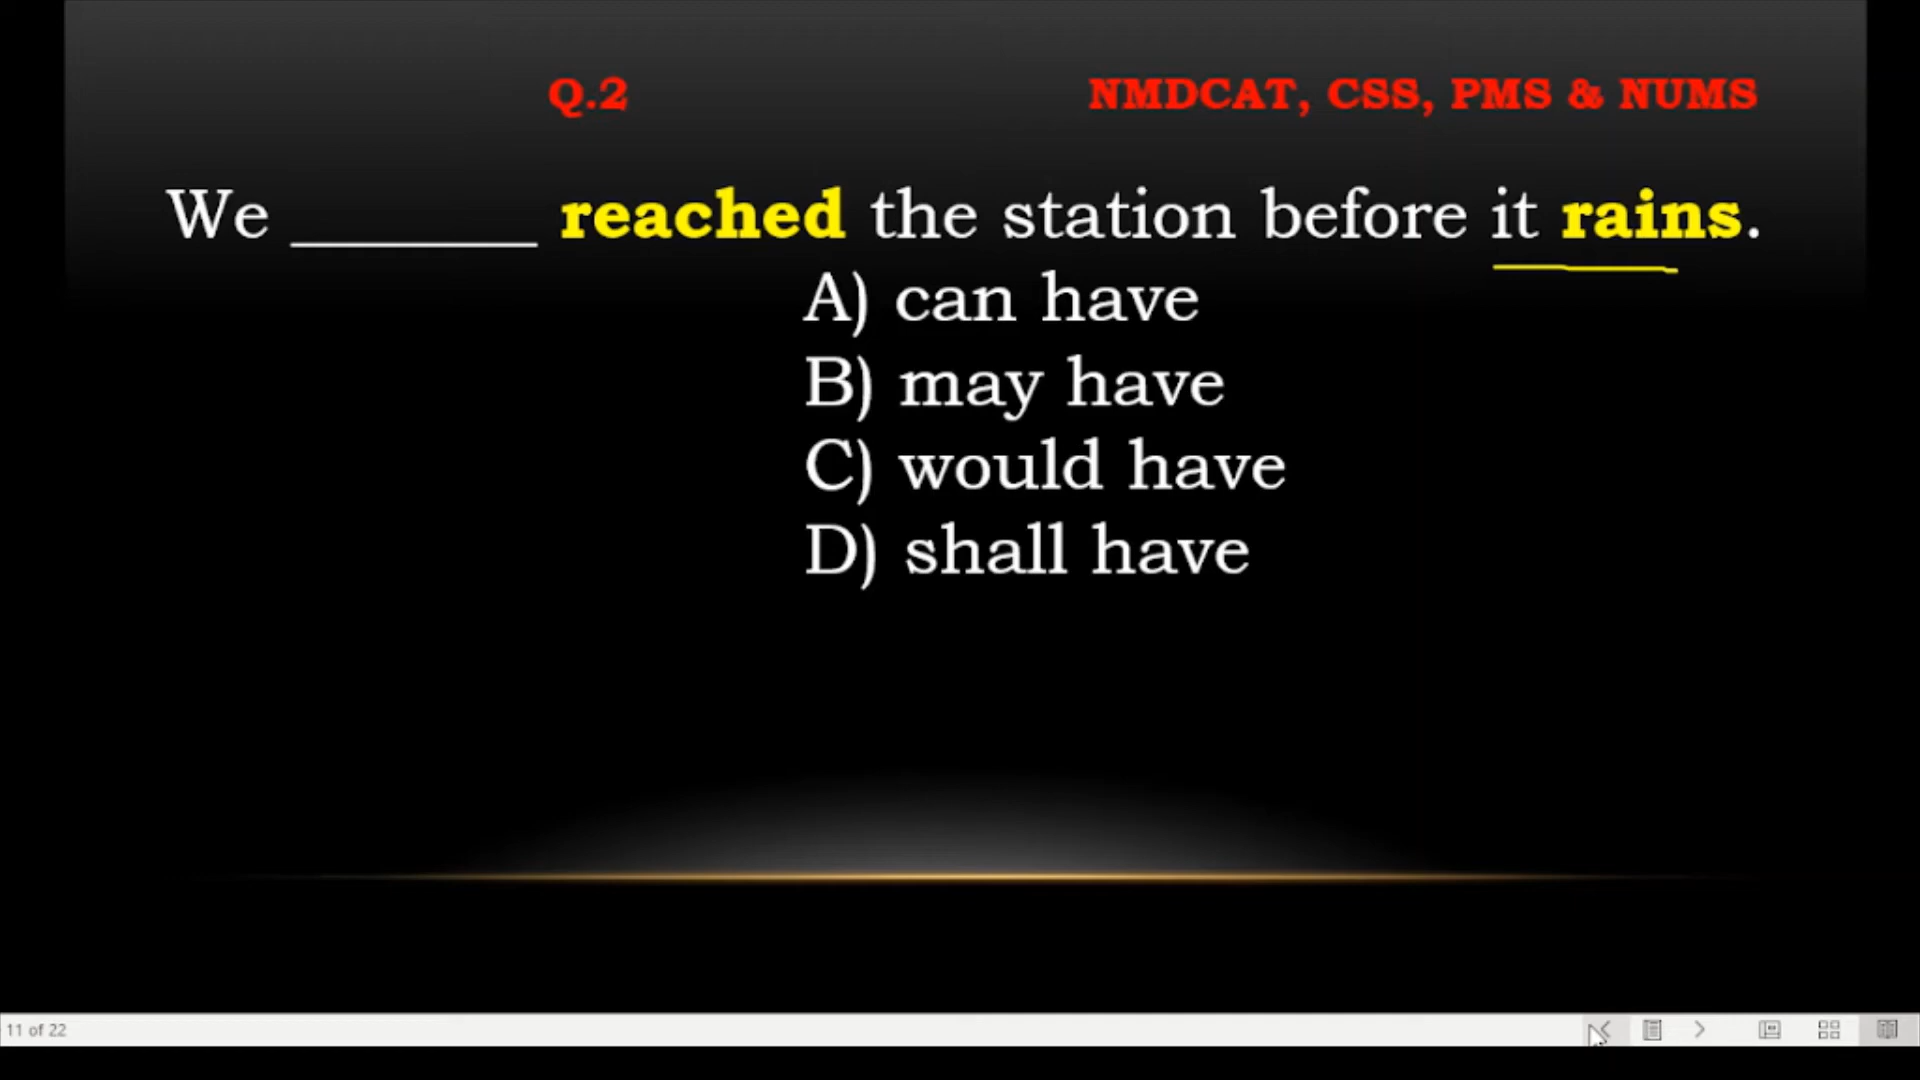 Q.2 NMDCAT, CSS, PMS & NUMS
We _______ reached the station before it rains.
A) can have
B) may have
C) would have
D) shall have
11 of 22